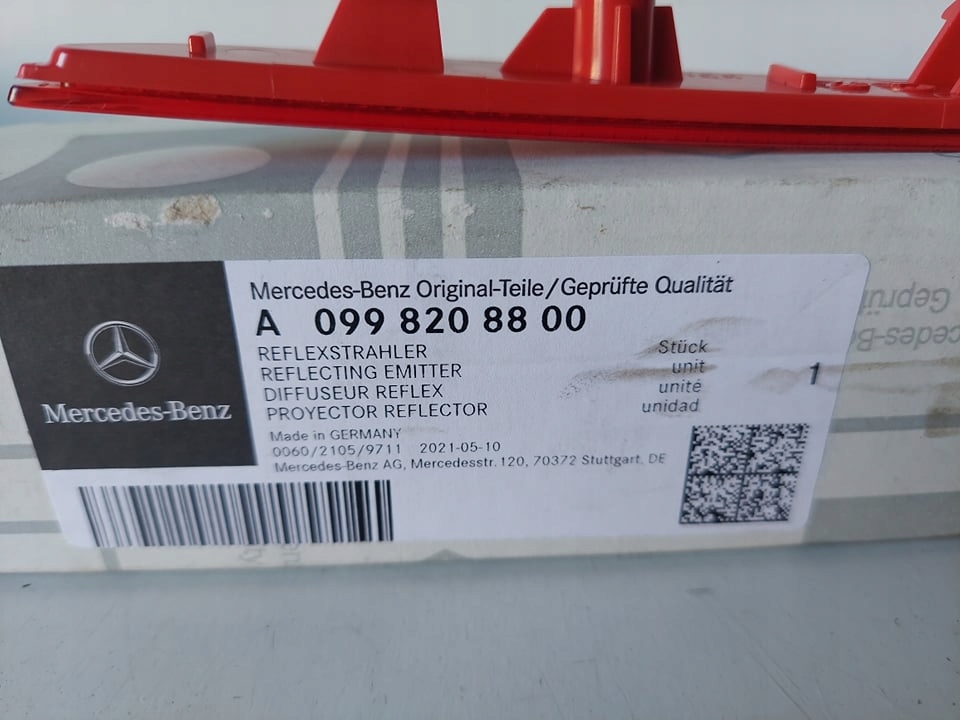 Mercedes-Benz Original-Teile/Geprüfte Qualität
A 099 820 88 00
REFLEXSTRAHLER
REFLECTING EMITTER
DIFFUSEUR REFLEX
PROYECTOR REFLECTOR
Stück
unit
unité
unidad
1
Mercedes-Benz
Made in GERMANY
0060/2105/9711 2021-05-10
Mercedes-Benz AG, Mercedesstr. 120, 70372 Stuttgart, DE